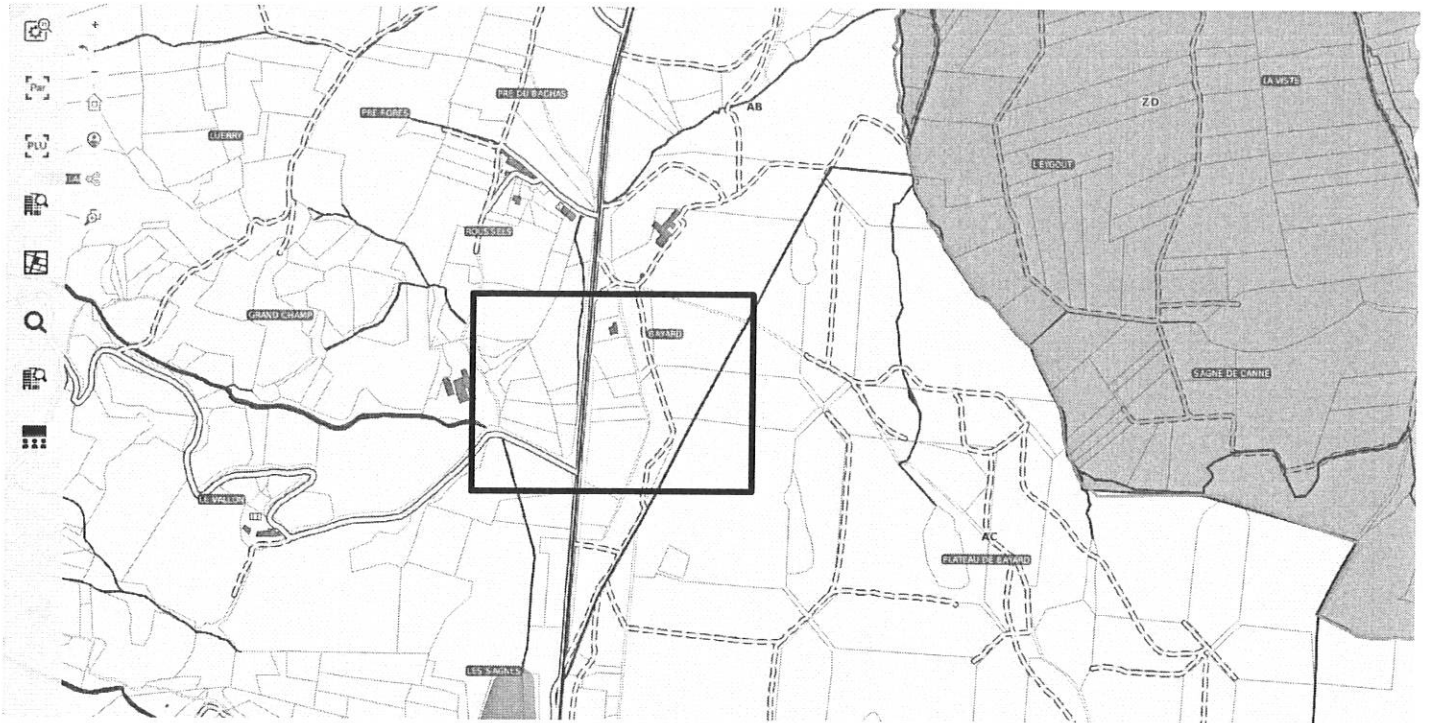 LA VISTE
PRE DU BACHAS
ZD
Par
AB
PRE FORES
LUERRY
PLU
L'EYGOUT
ROUSSELS
GRAND CHAMP
BAYARD
SAGNE DE CANNE
LE VALLON
AC
PLATEAU DE BAYARD
LES SAGNES